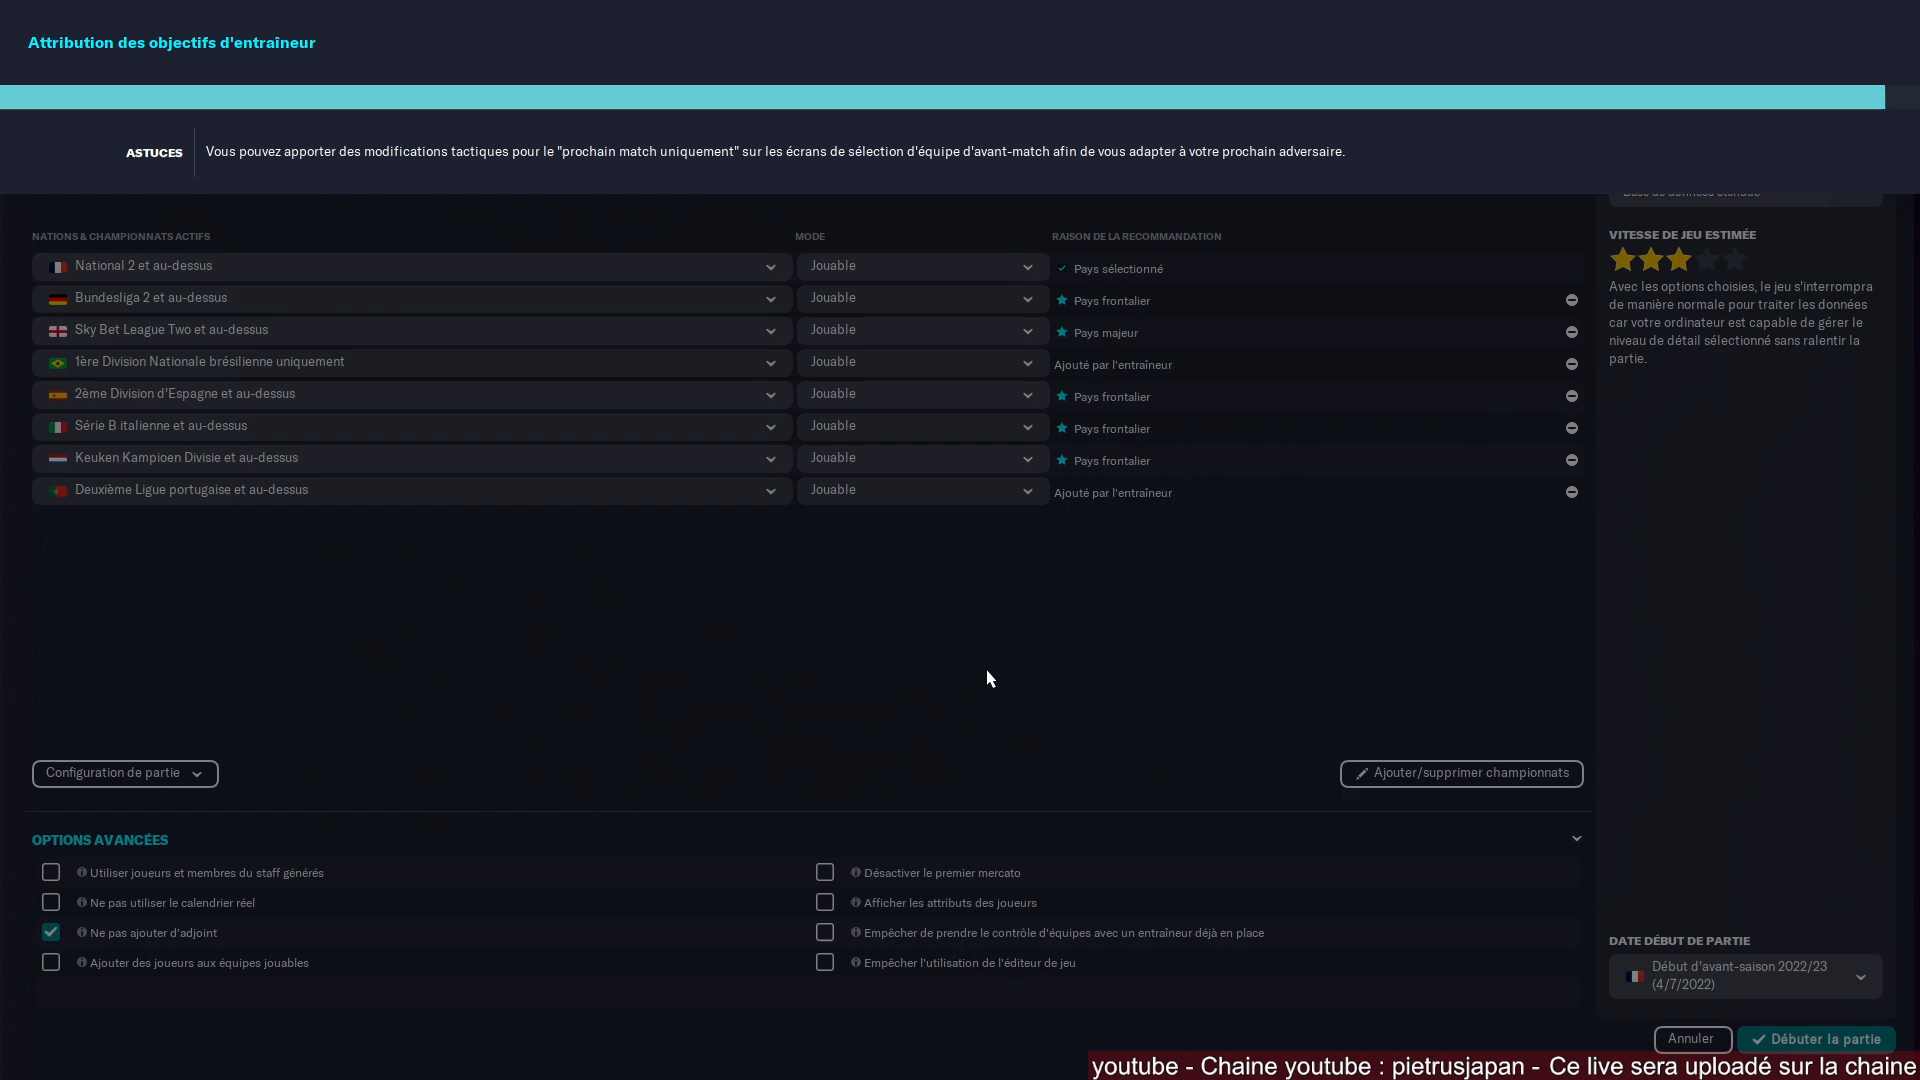 Attribution des objectifs d'entraîneur
ASTUCES
Vous pouvez apporter des modifications tactiques pour le "prochain match uniquement" sur les écrans de sélection d'équipe d'avant-match afin de vous adapter à votre prochain adversaire.
NATIONS & CHAMPIONNATS ACTIFS MODE RAISON DE LA RECOMMANDATION
National 2 et au-dessus Jouable Pays sélectionné
Bundesliga 2 et au-dessus Jouable Pays frontalier
Sky Bet League Two et au-dessus Jouable Pays majeur
1ère Division Nationale brésilienne uniquement Jouable Ajouté par l'entraîneur
2ème Division d'Espagne et au-dessus Jouable Pays frontalier
Série B italienne et au-dessus Jouable Pays frontalier
Keuken Kampioen Divisie et au-dessus Jouable Pays frontalier
Deuxième Ligue portugaise et au-dessus Jouable Ajouté par l'entraîneur
Configuration de partie
Ajouter/supprimer championnats
OPTIONS AVANCÉES
Utiliser joueurs et membres du staff générés
Désactiver le premier mercato
Ne pas utiliser le calendrier réel
Afficher les attributs des joueurs
Ne pas ajouter d'adjoint
Empêcher de prendre le contrôle d'équipes avec un entraîneur déjà en place
Ajouter des joueurs aux équipes jouables
Empêcher l'utilisation de l'éditeur de jeu
VITESSE DE JEU ESTIMÉE
Avec les options choisies, le jeu s'interrompra
de manière normale pour traiter les données
car votre ordinateur est capable de gérer le
niveau de détail sélectionné sans ralentir la
partie.
DATE DÉBUT DE PARTIE
Début d'avant-saison 2022/23
(4/7/2022)
Annuler
Débuter la partie
youtube - Chaine youtube : pietrusjapan - Ce live sera uploadé sur la chaine